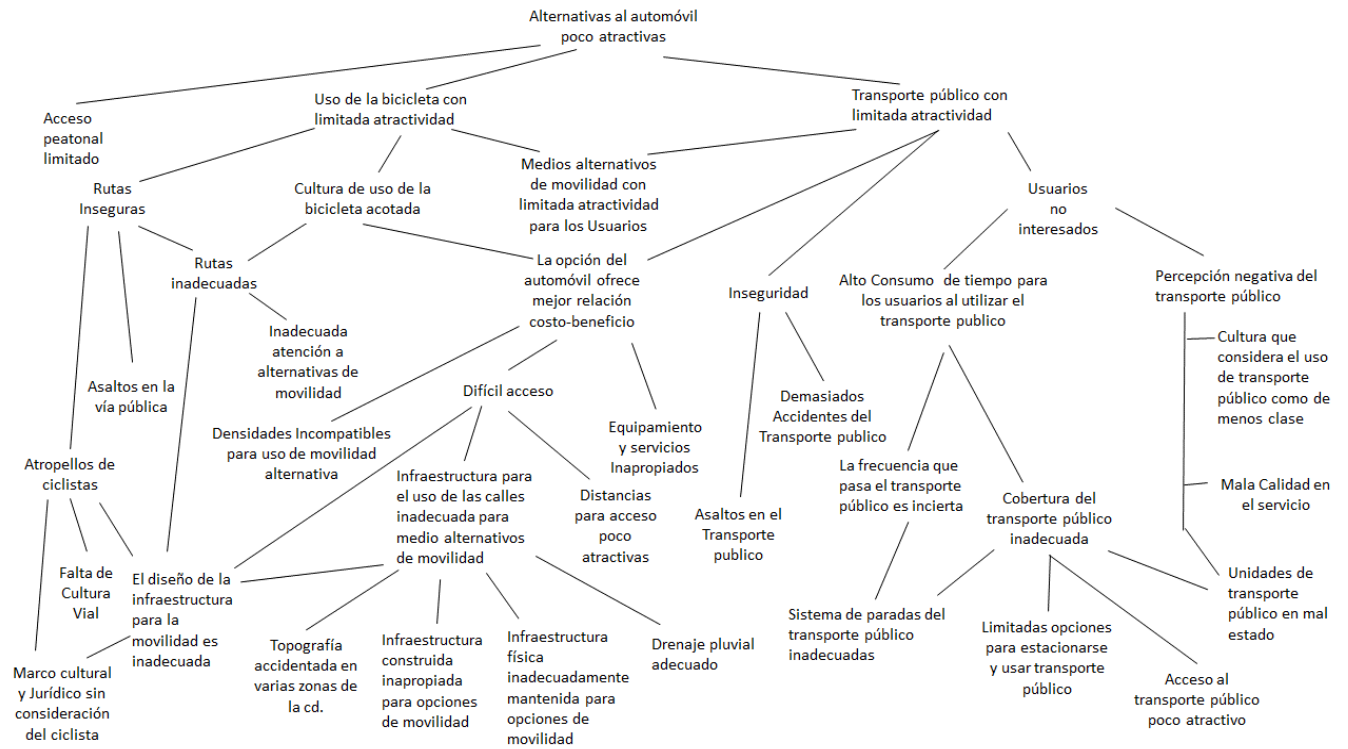 Alternativas al automóvil
poco atractivas
Acceso
peatonal
limitado
Uso de la bicicleta con
limitada atractividad
Transporte público con
limitada atractividad
Rutas
Inseguras
Cultura de uso de la
bicicleta acotada
Medios alternativos
de movilidad con
limitada atractividad
para los Usuarios
Usuarios
no
interesados
Rutas
inadecuadas
La opción del
automóvil ofrece
mejor relación
costo-beneficio
Inseguridad
Alto Consumo de tiempo para
los usuarios al utilizar el
transporte publico
Percepción negativa del
transporte público
Asaltos en la
vía pública
Inadecuada
atención a
alternativas de
movilidad
Difícil acceso
Demasiados
Accidentes del
Transporte publico
Cultura que
considera el uso
de transporte
público como de
menos clase
Densidades Incompatibles
para uso de movilidad
alternativa
Equipamiento
y servicios
Inapropiados
Atropellos de
ciclistas
Infraestructura para
el uso de las calles
inadecuada para
medio alternativos
de movilidad
Distancias
para acceso
poco
atractivas
Asaltos en el
Transporte
publico
La frecuencia que
pasa el transporte
público es incierta
Cobertura del
transporte público
inadecuada
Mala Calidad en
el servicio
Falta de
Cultura
Vial
El diseño de la
infraestructura
para la
movilidad es
inadecuada
Unidades de
transporte
público en mal
estado
Marco cultural
y Jurídico sin
consideración
del ciclista
Topografía
accidentada en
varias zonas de
la cd.
Infraestructura
construida
inapropiada
para opciones
de movilidad
Infraestructura
física
inadecuadamente
mantenida para
opciones de
movilidad
Drenaje pluvial
adecuado
Sistema de paradas del
transporte público
inadecuadas
Limitadas opciones
para estacionarse
y usar transporte
público
Acceso al
transporte público
poco atractivo